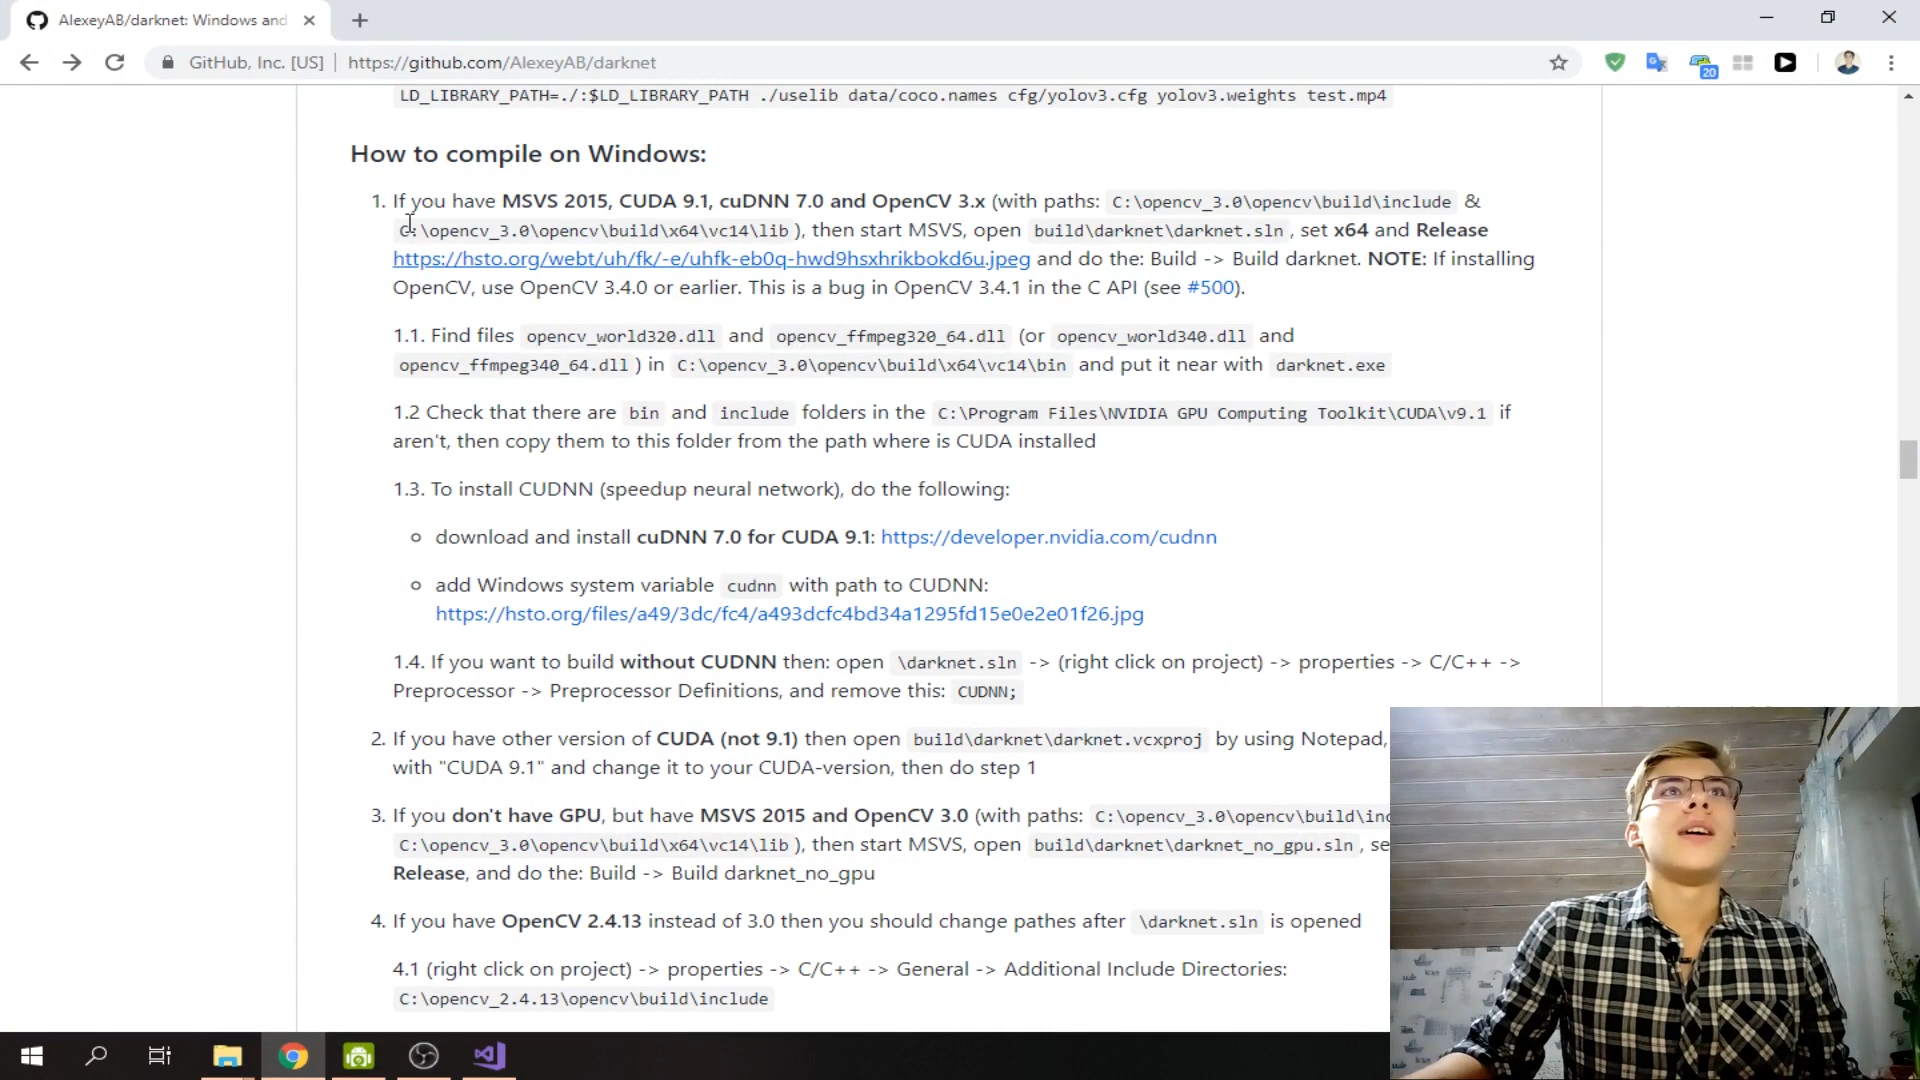 AlexeyAB/darknet: Windows and
GitHub, Inc. [US] | https://github.com/AlexeyAB/darknet
20
LD_LIBRARY_PATH=./:$LD_LIBRARY_PATH ./uselib data/coco.names cfg/yolov3.cfg yolov3.weights test.mp4
How to compile on Windows:
1. If you have MSVS 2015, CUDA 9.1, cuDNN 7.0 and OpenCV 3.x (with paths: C:\opencv_3.0\opencv\build\include &
C:\opencv_3.0\opencv\build\x64\vc14\lib ), then start MSVS, open build\darknet\darknet.sln , set x64 and Release
https://hsto.org/webt/uh/fk/-e/uhfk-eb0q-hwd9hsxhrikbokd6u.jpeg and do the: Build -> Build darknet. NOTE: If installing
OpenCV, use OpenCV 3.4.0 or earlier. This is a bug in OpenCV 3.4.1 in the C API (see #500).
1.1. Find files opencv_world320.dll and opencv_ffmpeg320_64.dll (or opencv_world340.dll and
opencv_ffmpeg340_64.dll ) in C:\opencv_3.0\opencv\build\x64\vc14\bin and put it near with darknet.exe
1.2 Check that there are bin and include folders in the C:\Program Files\NVIDIA GPU Computing Toolkit\CUDA\v9.1 if
aren't, then copy them to this folder from the path where is CUDA installed
1.3. To install CUDNN (speedup neural network), do the following:
download and install cuDNN 7.0 for CUDA 9.1: https://developer.nvidia.com/cudnn
add Windows system variable cudnn with path to CUDNN:
https://hsto.org/files/a49/3dc/fc4/a493dcfc4bd34a1295fd15e0e2e01f26.jpg
1.4. If you want to build without CUDNN then: open \darknet.sln -> (right click on project) -> properties -> C/C++ ->
Preprocessor -> Preprocessor Definitions, and remove this: CUDNN;
2. If you have other version of CUDA (not 9.1) then open build\darknet\darknet.vcxproj by using Notepad,
with "CUDA 9.1" and change it to your CUDA-version, then do step 1
3. If you don't have GPU, but have MSVS 2015 and OpenCV 3.0 (with paths: C:\opencv_3.0\opencv\build\inc
C:\opencv_3.0\opencv\build\x64\vc14\lib ), then start MSVS, open build\darknet\darknet_no_gpu.sln , se
Release, and do the: Build -> Build darknet_no_gpu
4. If you have OpenCV 2.4.13 instead of 3.0 then you should change pathes after \darknet.sln is opened
4.1 (right click on project) -> properties -> C/C++ -> General -> Additional Include Directories:
C:\opencv_2.4.13\opencv\build\include